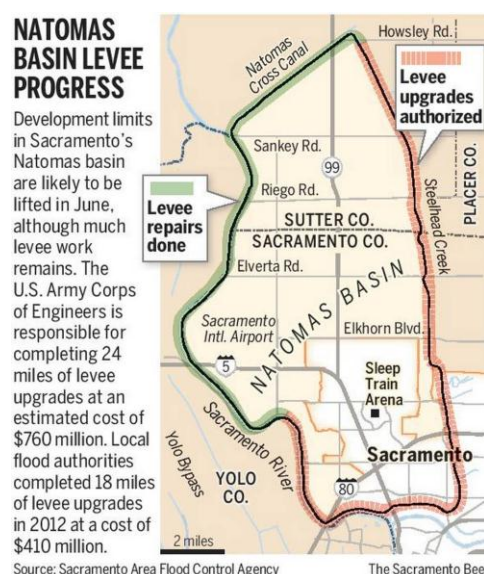 NATOMAS
BASIN LEVEE
PROGRESS
Development limits
in Sacramento's
Natomas basin
are likely to be
lifted in June,
although much
levee work
remains. The
U.S. Army Corps
of Engineers is
responsible for
completing 24
miles of levee
upgrades at an
estimated cost of
$760 million. Local
flood authorities
completed 18 miles
of levee upgrades
in 2012 at a cost of
$410 million.
Howsley Rd.
Natomas
Cross Canal
Levee
upgrades
authorized
Sankey Rd.
99
PLACER CO.
Riego Rd.
Levee
repairs
done
Steelhead Creek
SUTTER CO.
SACRAMENTO CO.
Elverta Rd.
NATOMAS BASIN
Sacramento
Intl. Airport
Elkhorn Blvd.
5
Sleep
Train
Arena
Sacramento River
Sacramento
Yolo Bypass
YOLO
CO.
80
2 miles
Source: Sacramento Area Flood Control Agency
The Sacramento Bee